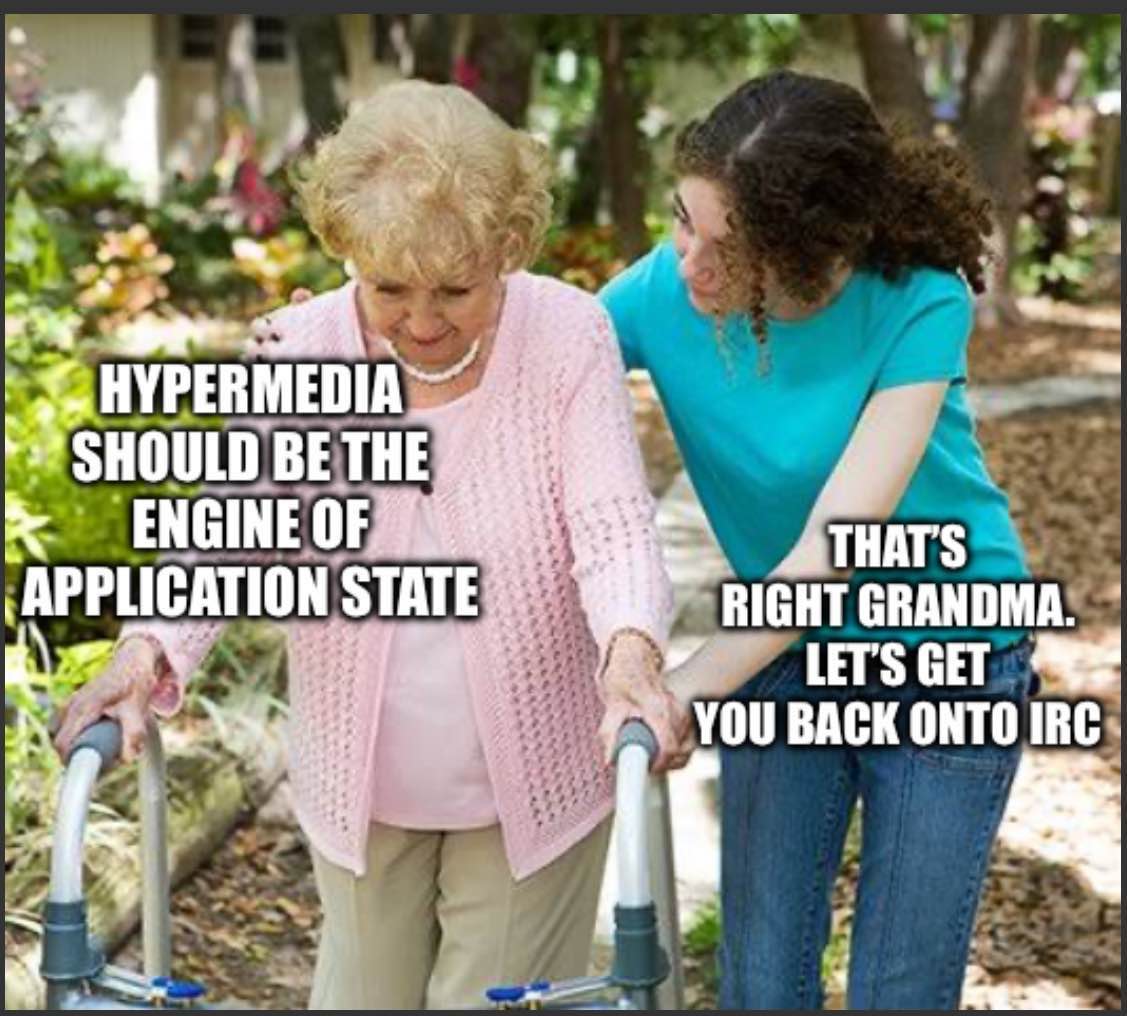 HYPERMEDIA
SHOULD BE THE
ENGINE OF
APPLICATION STATE
THAT'S
RIGHT GRANDMA.
LET'S GET
YOU BACK ONTO IRC